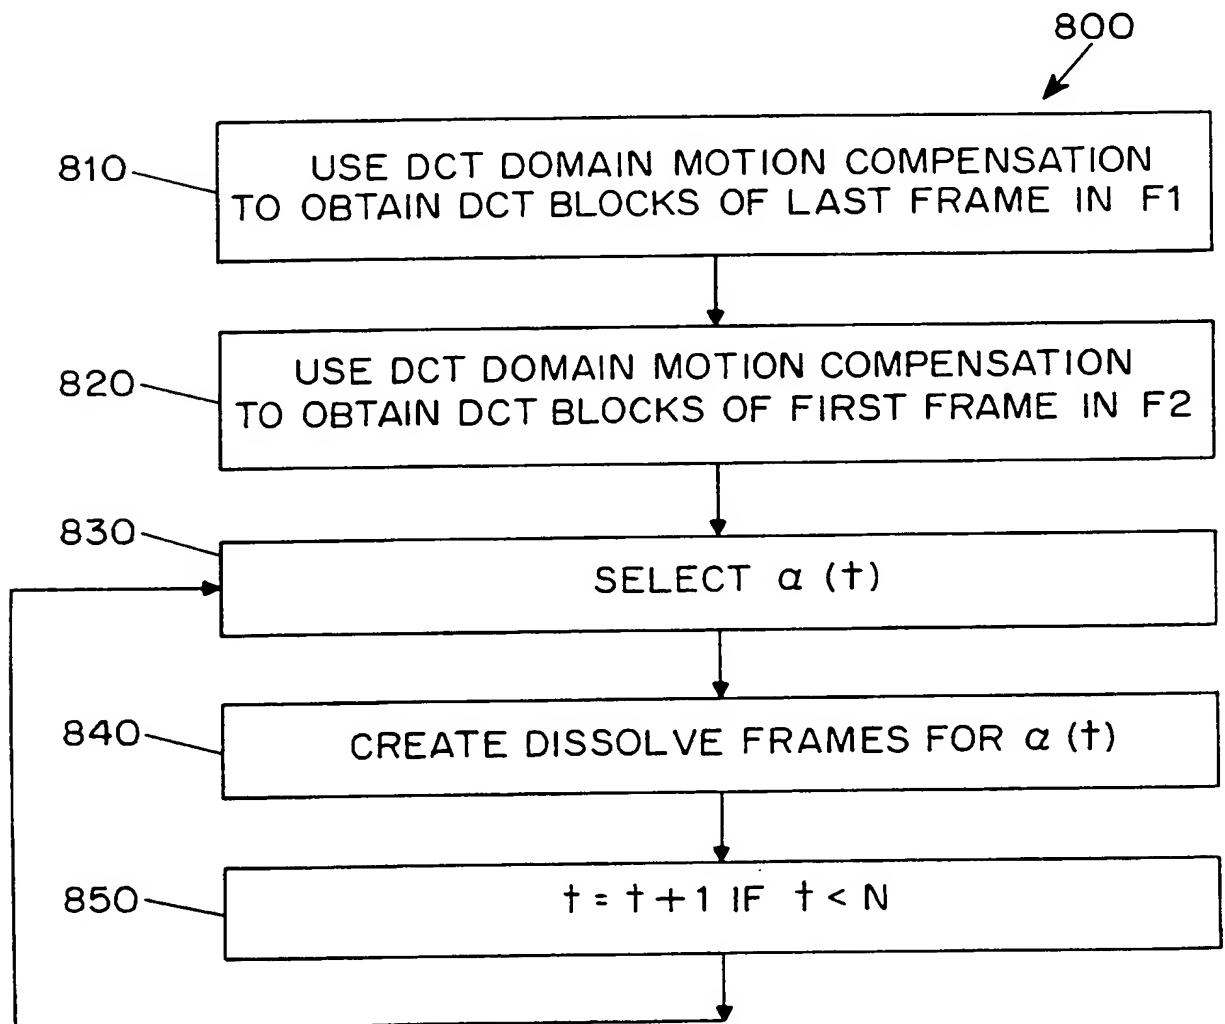 800
810
USE DCT DOMAIN MOTION COMPENSATION
TO OBTAIN DCT BLOCKS OF LAST FRAME IN F1
820
USE DCT DOMAIN MOTION COMPENSATION
TO OBTAIN DCT BLOCKS OF FIRST FRAME IN F2
830
SELECT α (t)
840
CREATE DISSOLVE FRAMES FOR α (t)
850
t = t + 1 IF t < N